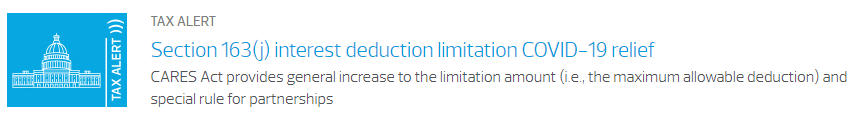 TAX ALERT
TAX ALERT
Section 163(j) interest deduction limitation COVID-19 relief
CARES Act provides general increase to the limitation amount (i.e., the maximum allowable deduction) and
special rule for partnerships